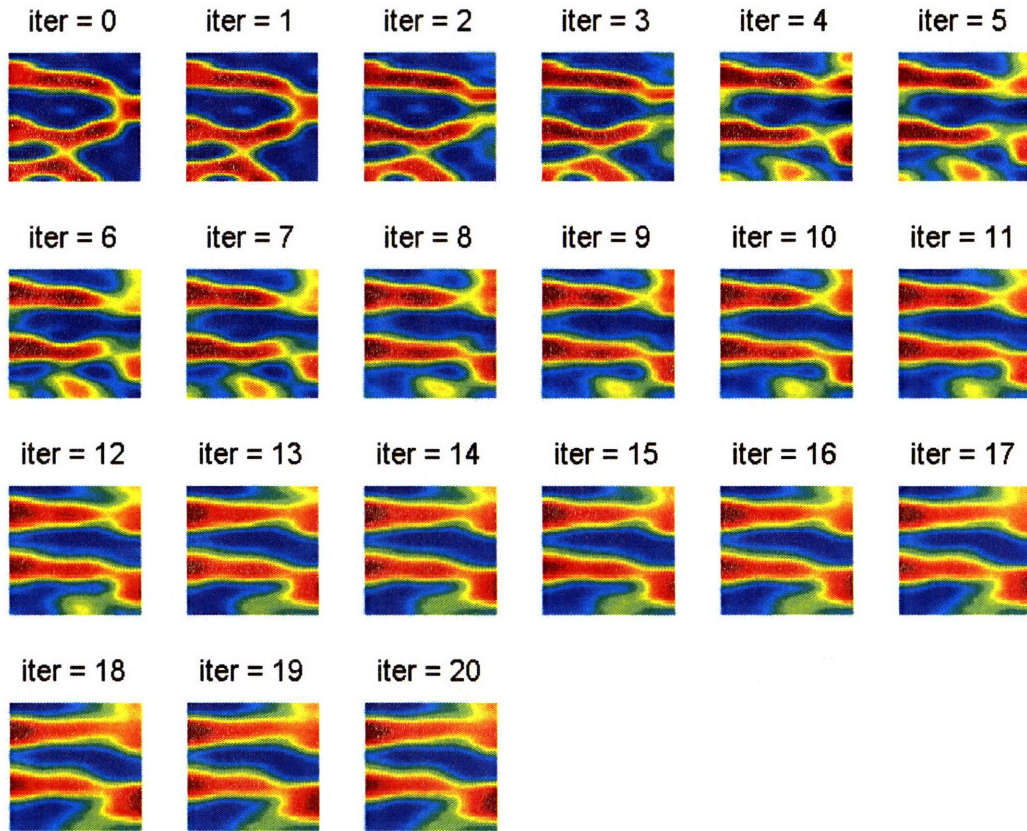 iter = 0 iter = 1 iter = 2 iter = 3 iter = 4 iter = 5
iter = 6 iter = 7 iter = 8 iter = 9 iter = 10 iter = 11
iter = 12 iter = 13 iter = 14 iter = 15 iter = 16 iter = 17
iter = 18 iter = 19 iter = 20